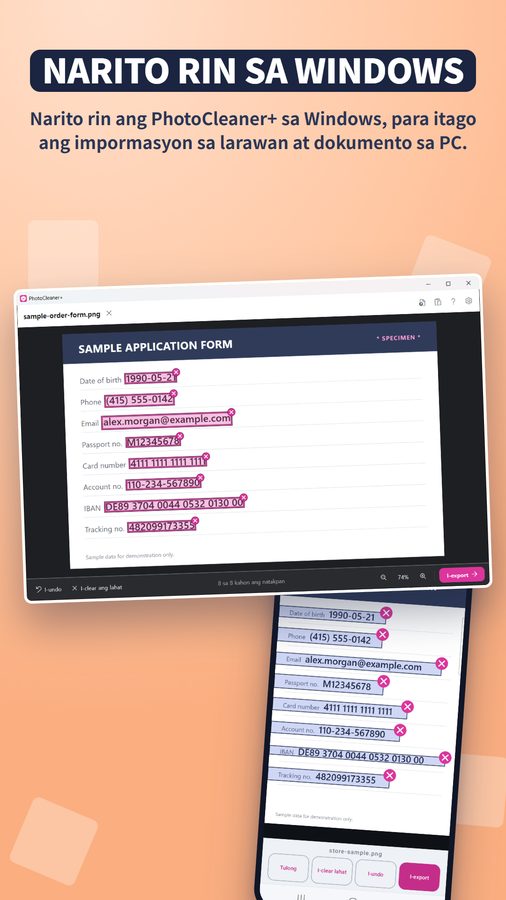 NARITO RIN SA WINDOWS
Narito rin ang PhotoCleaner+ sa Windows, para itago
ang impormasyon sa larawan at dokumento sa PC.
PhotoCleaner+
sample-order-form.png
SAMPLE APPLICATION FORM
* SPECIMEN *
Date of birth 1990-05-21
Phone (415) 555-0142
Email alex.morgan@example.com
Passport no. M12345678
Card number 4111 1111 1111 1111
Account no. 110-234-567890
IBAN DE89 3704 0044 0532 0130 00
Tracking no. 482099173355
Sample data for demonstration only.
I-undo
I-clear ang lahat
8 sa 8 kahon ang natakpan
74%
I-export
Date of birth 1990-05-21
Phone (415) 555-0142
Email alex.morgan@example.com
Passport no. M12345678
Card number 4111 1111 1111 1111
Account no. 110-234-567890
IBAN DE89 3704 0044 0532 0130 00
Tracking no. 482099173355
Sample data for demonstration only.
store-sample.png
Tulong
I-clear lahat
I-undo
I-export